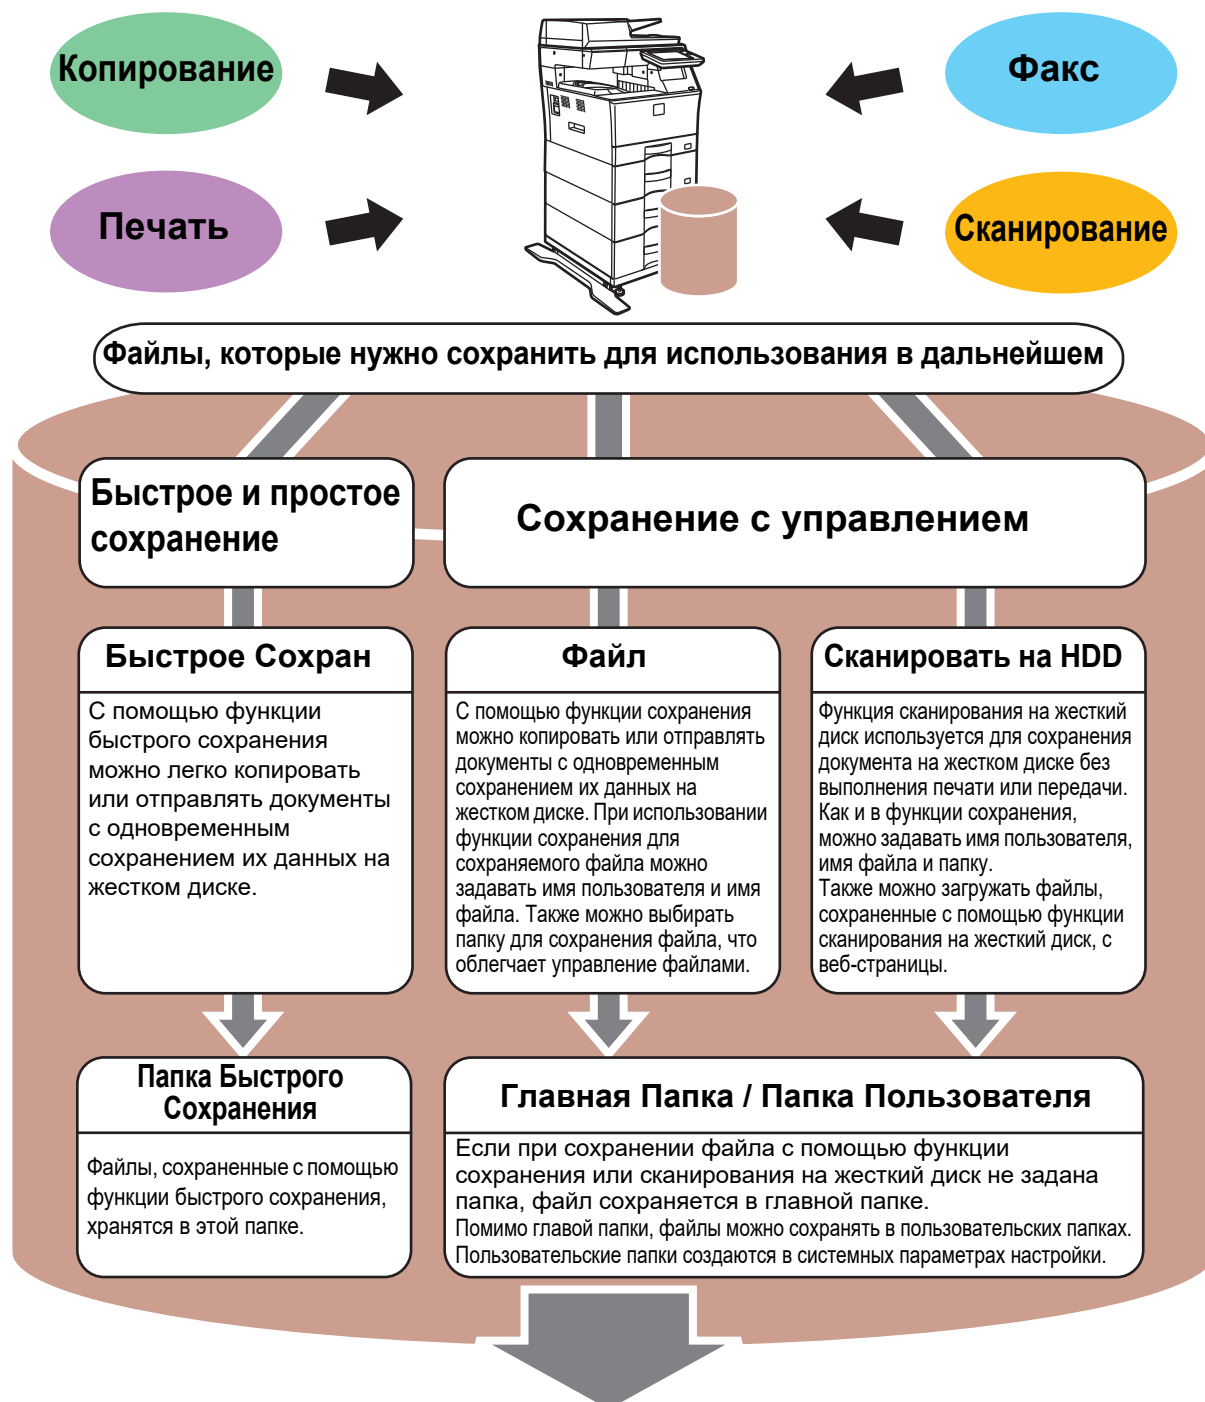 Копирование
Факс
Печать
Сканирование
Файлы, которые нужно сохранить для использования в дальнейшем
Быстрое и простое
сохранение
Сохранение с управлением
Быстрое Сохран
С помощью функции
быстрого сохранения
можно легко копировать
или отправлять документы
с одновременным
сохранением их данных на
жестком диске.
Файл
С помощью функции сохранения
можно копировать или отправлять
документы с одновременным
сохранением их данных на
жестком диске. При использовании
функции сохранения для
сохраняемого файла можно
задавать имя пользователя и имя
файла. Также можно выбирать
папку для сохранения файла, что
облегчает управление файлами.
Сканировать на HDD
Функция сканирования на жесткий
диск используется для сохранения
документа на жестком диске без
выполнения печати или передачи.
Как и в функции сохранения,
можно задавать имя пользователя,
имя файла и папку.
Также можно загружать файлы,
сохраненные с помощью функции
сканирования на жесткий диск, с
веб-страницы.
Папка Быстрого
Сохранения
Файлы, сохраненные с помощью
функции быстрого сохранения,
хранятся в этой папке.
Главная Папка / Папка Пользователя
Если при сохранении файла с помощью функции
сохранения или сканирования на жесткий диск не задана
папка, файл сохраняется в главной папке.
Помимо главой папки, файлы можно сохранять в пользовательских папках.
Пользовательские папки создаются в системных параметрах настройки.